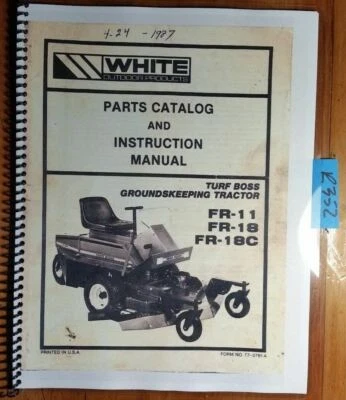 4-24 -1987
WHITE
OUTDOOR PRODUCTS
PARTS CATALOG
AND
INSTRUCTION
MANUAL
TURF BOSS
GROUNDSKEEPING TRACTOR
FR-11
FR-18
FR-18C
R352
PRINTED IN U.S.A.